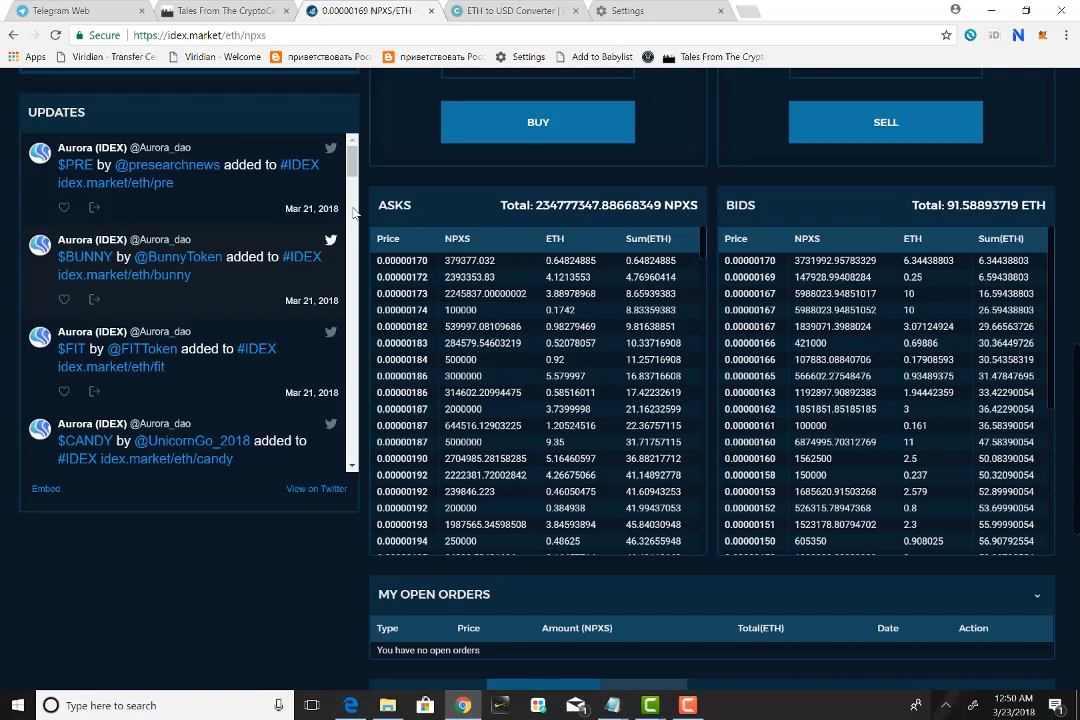 Telegram Web
Tales From The CryptoCo
0.00000169 NPXS/ETH -
ETH to USD Converter |
Settings
Secure | https://idex.market/eth/npxs
Apps
Viridian - Transfer Ce
Viridian - Welcome
приветствовать Рос
приветствовать Рос
Settings
Add to Babylist
Tales From The Crypt
UPDATES
Aurora (IDEX) @Aurora_dao
$PRE by @presearchnews added to #IDEX
idex.market/eth/pre
Mar 21, 2018
Aurora (IDEX) @Aurora_dao
$BUNNY by @BunnyToken added to #IDEX
idex.market/eth/bunny
Mar 21, 2018
Aurora (IDEX) @Aurora_dao
$FIT by @FITToken added to #IDEX
idex.market/eth/fit
Mar 21, 2018
Aurora (IDEX) @Aurora_dao
$CANDY by @UnicornGo_2018 added to
#IDEX idex.market/eth/candy
Embed
View on Twitter
BUY
SELL
ASKS Total: 234777347.88668349 NPXS
Price NPXS ETH Sum(ETH)
0.00000170 379377.032 0.64824885 0.64824885
0.00000172 2393353.83 4.1213553 4.76960414
0.00000173 2245837.00000002 3.88978968 8.65939383
0.00000174 100000 0.1742 8.83359383
0.00000182 539997.08109686 0.98279469 9.81638851
0.00000183 284579.54603219 0.52078057 10.33716908
0.00000184 500000 0.92 11.25716908
0.00000186 3000000 5.579997 16.83716608
0.00000186 314602.20994475 0.58516011 17.42232619
0.00000187 2000000 3.7399998 21.16232599
0.00000187 644516.12903225 1.20524516 22.36757115
0.00000187 5000000 9.35 31.71757115
0.00000190 2704985.28158285 5.16460597 36.88217712
0.00000192 2222381.72002842 4.26675066 41.14892778
0.00000192 239846.223 0.46050475 41.60943253
0.00000192 200000 0.384938 41.99437053
0.00000193 1987565.34598508 3.84593894 45.84030948
0.00000194 250000 0.48625 46.32655948
BIDS Total: 91.58893719 ETH
Price NPXS ETH Sum(ETH)
0.00000170 3731992.95783329 6.34438803 6.34438803
0.00000169 147928.99408284 0.25 6.59438803
0.00000167 5988023.94851017 10 16.59438803
0.00000167 5988023.94851052 10 26.59438803
0.00000167 1839071.3988024 3.07124924 29.66563726
0.00000166 421000 0.69886 30.36449726
0.00000166 107883.08840706 0.17908593 30.54358319
0.00000165 566602.27548476 0.93489375 31.47847695
0.00000163 1192897.90892383 1.94442359 33.42290054
0.00000162 1851851.85185185 3 36.42290054
0.00000161 100000 0.161 36.58390054
0.00000160 6874995.70312769 11 47.58390054
0.00000160 1562500 2.5 50.08390054
0.00000158 150000 0.237 50.32090054
0.00000153 1685620.91503268 2.579 52.89990054
0.00000152 526315.78947368 0.8 53.69990054
0.00000151 1523178.80794702 2.3 55.99990054
0.00000150 605350 0.908025 56.90792554
MY OPEN ORDERS
Type Price Amount (NPXS) Total(ETH) Date Action
You have no open orders
Type here to search
12:50 AM
3/23/2018